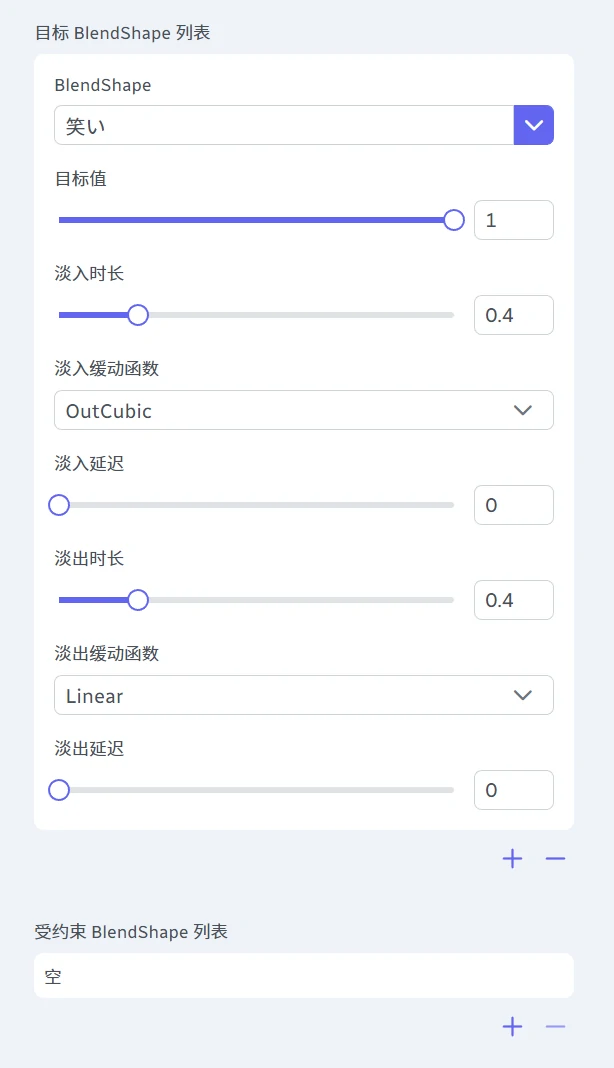 目标 BlendShape 列表
BlendShape
笑い
目标值
1
淡入时长
0.4
淡入缓动函数
OutCubic
淡入延迟
0
淡出时长
0.4
淡出缓动函数
Linear
淡出延迟
0
受约束 BlendShape 列表
空